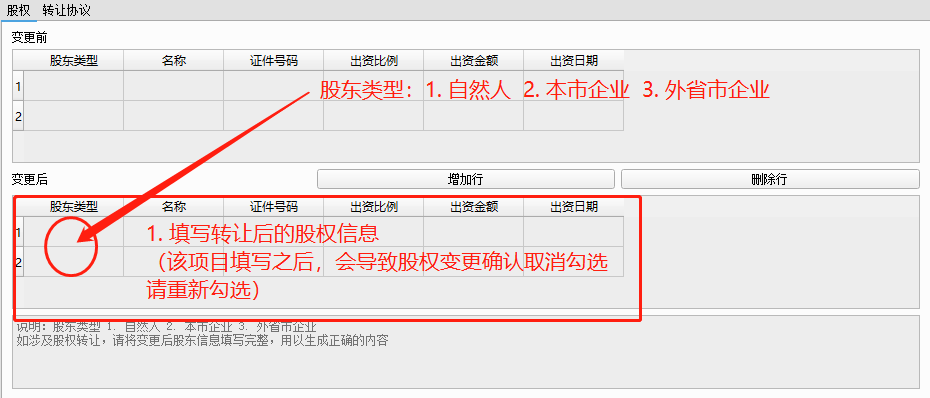 股权 转让协议
变更前
股东类型 名称 证件号码 出资比例 出资金额 出资日期
1
股东类型：1. 自然人 2. 本市企业 3. 外省市企业
2
变更后 增加行 删除行
股东类型 名称 证件号码 出资比例 出资金额 出资日期
1
1. 填写转让后的股权信息
2
（该项目填写之后，会导致股权变更确认取消勾选
请重新勾选）
说明：股东类型 1. 自然人 2. 本市企业 3. 外省市企业
如涉及股权转让，请将变更后股东信息填写完整，用以生成正确的内容